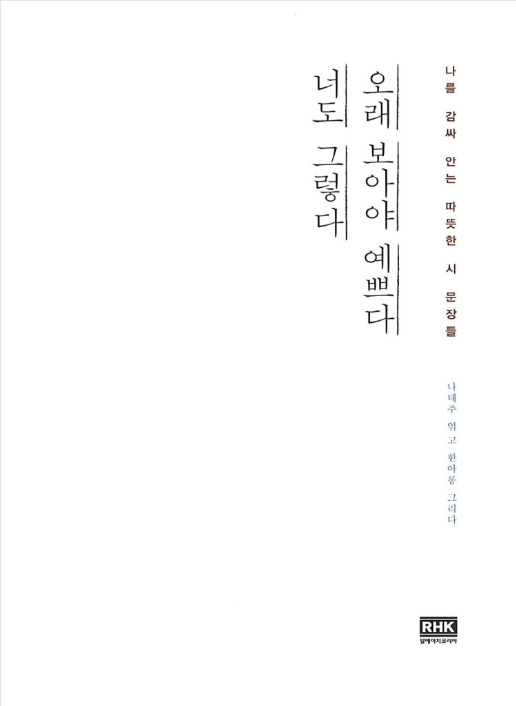 나를 감싸 안는 따뜻한 시 문장들
오래 보아야 예쁘다
너도 그렇다
나태주 엮고 한아롱 그리다
RHK
알에이치코리아